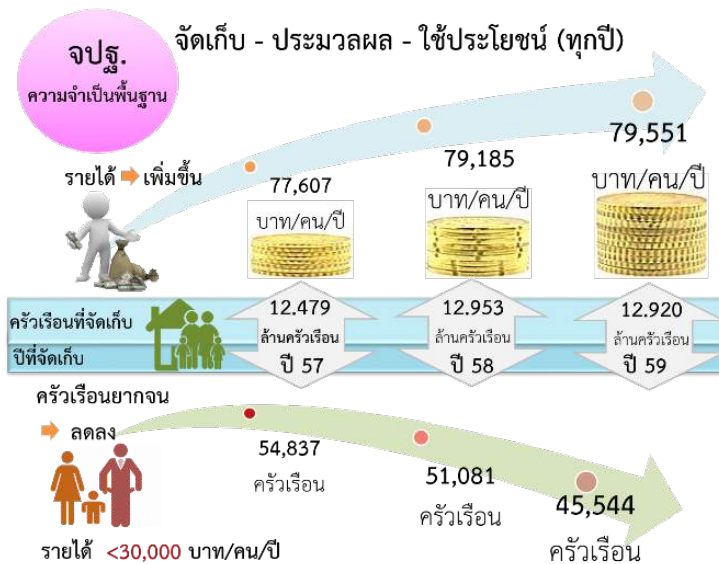 จปฐ.
ความจำเป็นพื้นฐาน
จัดเก็บ - ประมวลผล - ใช้ประโยชน์ (ทุกปี)
รายได้ เพิ่มขึ้น
77,607
บาท/คน/ปี
79,185
บาท/คน/ปี
79,551
บาท/คน/ปี
ครัวเรือนที่จัดเก็บ
ปีที่จัดเก็บ
12.479
ล้านครัวเรือน
ปี 57
12.953
ล้านครัวเรือน
ปี 58
12.920
ล้านครัวเรือน
ปี 59
ครัวเรือนยากจน
ลดลง
54,837
ครัวเรือน
51,081
ครัวเรือน
45,544
ครัวเรือน
รายได้ <30,000 บาท/คน/ปี